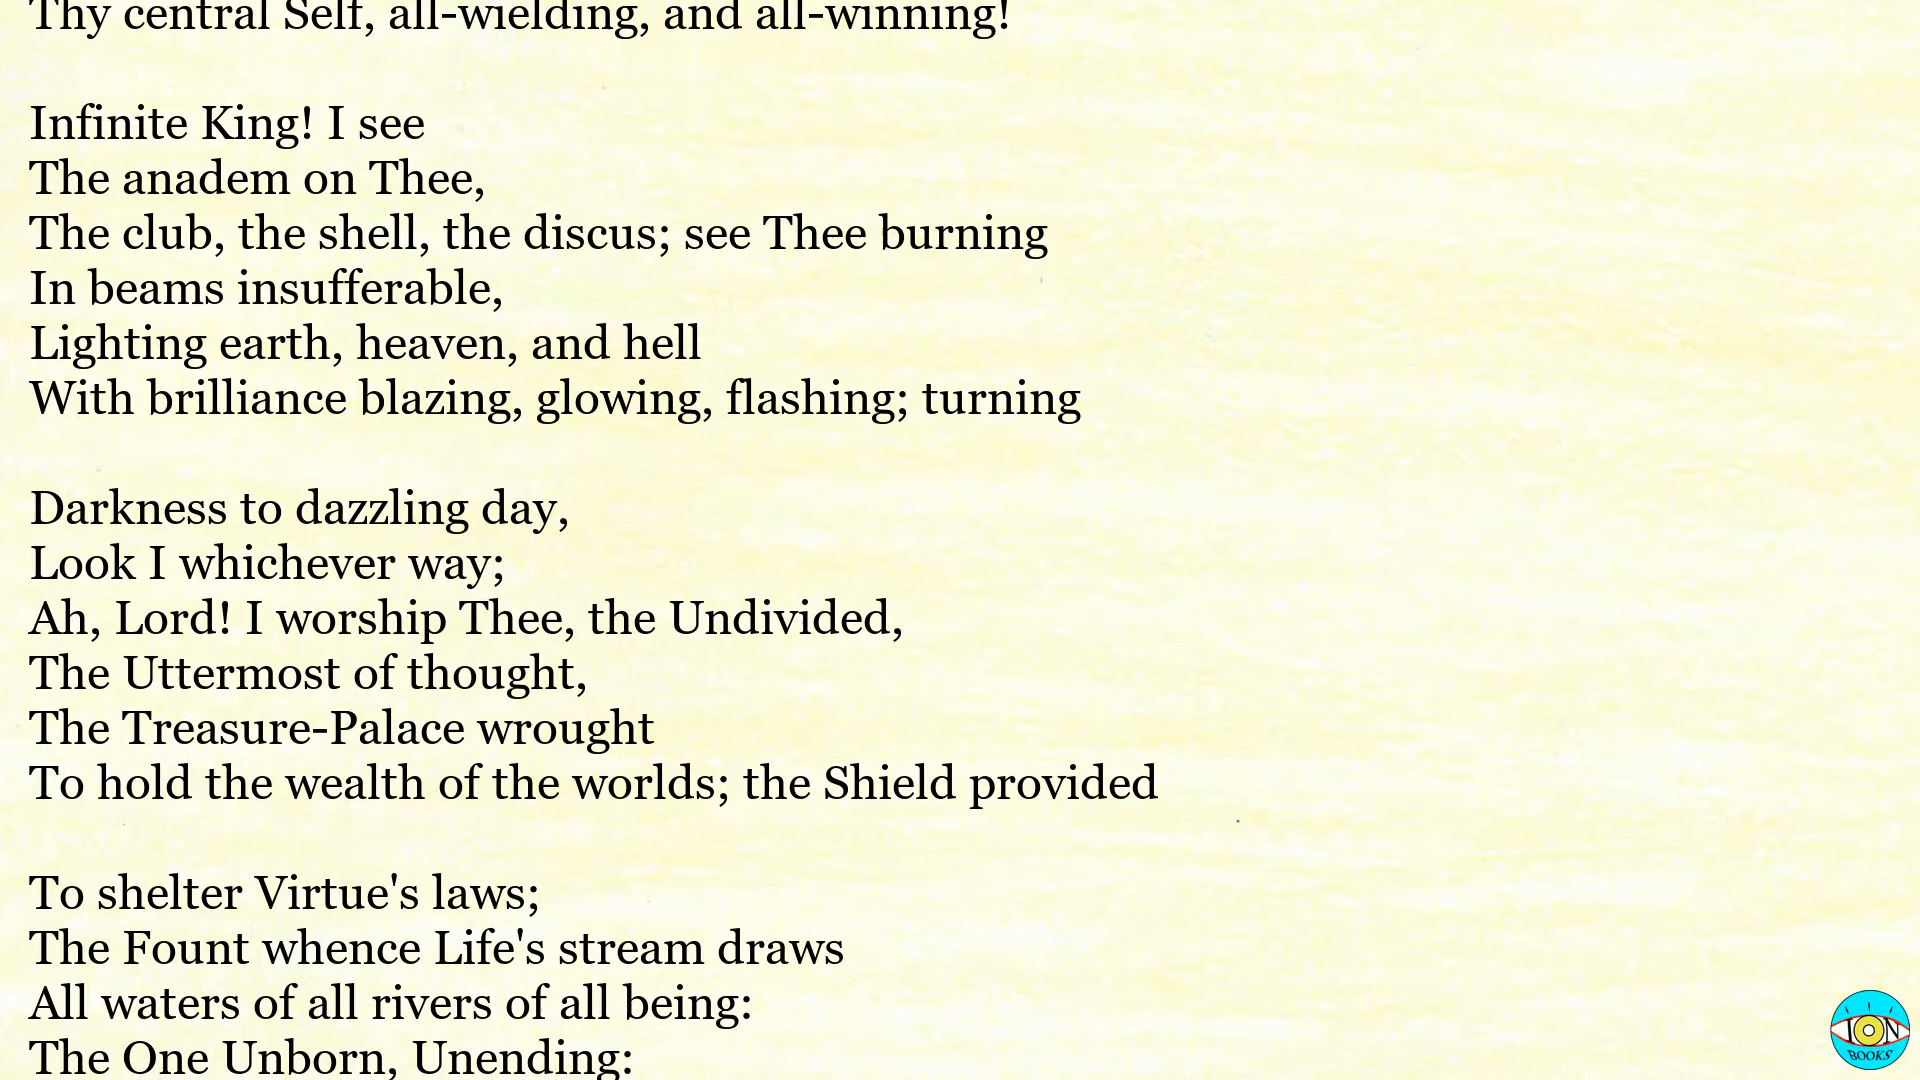 Thy central Self, all-wielding, and all-winning!
Infinite King! I see
The anadem on Thee,
The club, the shell, the discus; see Thee burning
In beams insufferable,
Lighting earth, heaven, and hell
With brilliance blazing, glowing, flashing; turning
Darkness to dazzling day,
Look I whichever way;
Ah, Lord! I worship Thee, the Undivided,
The Uttermost of thought,
The Treasure-Palace wrought
To hold the wealth of the worlds; the Shield provided
To shelter Virtue's laws;
The Fount whence Life's stream draws
All waters of all rivers of all being:
The One Unborn, Unending:
ION
BOOKS